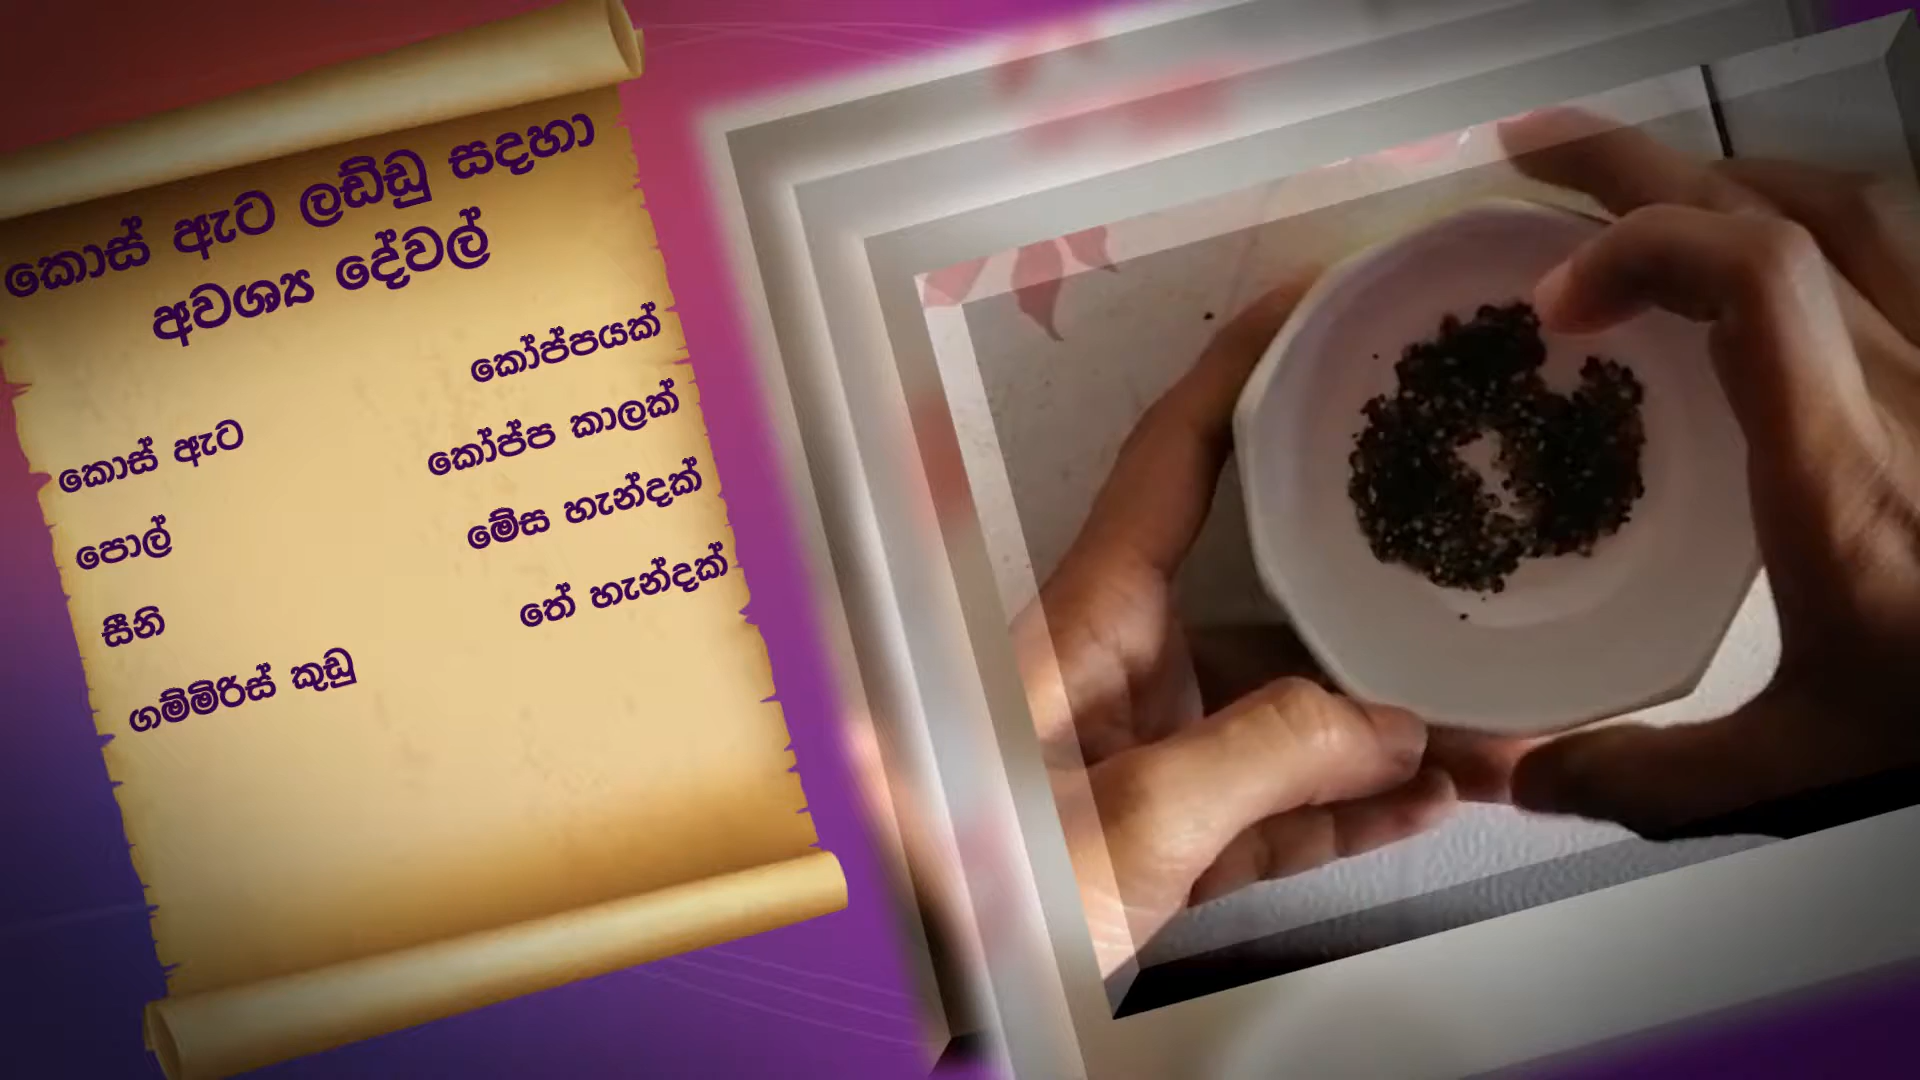 කොස් ඇට ලඩ්ඩු සදහා
අවශ්‍ය දේවල්
කොස් ඇට කෝප්පයක්
පොල් කෝප්ප කාලක්
සීනි මේස හැන්දක්
ගම්මිරිස් කුඩු තේ හැන්දක්